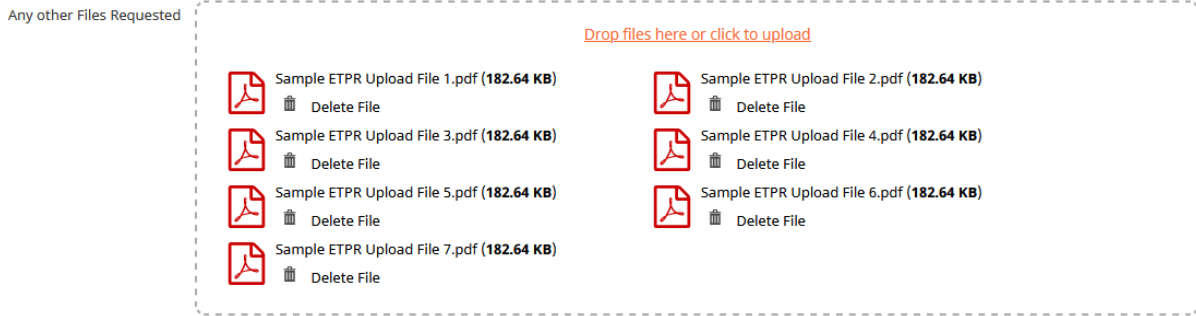 Any other Files Requested
Drop files here or click to upload
Sample ETPR Upload File 1.pdf (182.64 KB)
Delete File
Sample ETPR Upload File 2.pdf (182.64 KB)
Delete File
Sample ETPR Upload File 3.pdf (182.64 KB)
Delete File
Sample ETPR Upload File 4.pdf (182.64 KB)
Delete File
Sample ETPR Upload File 5.pdf (182.64 KB)
Delete File
Sample ETPR Upload File 6.pdf (182.64 KB)
Delete File
Sample ETPR Upload File 7.pdf (182.64 KB)
Delete File